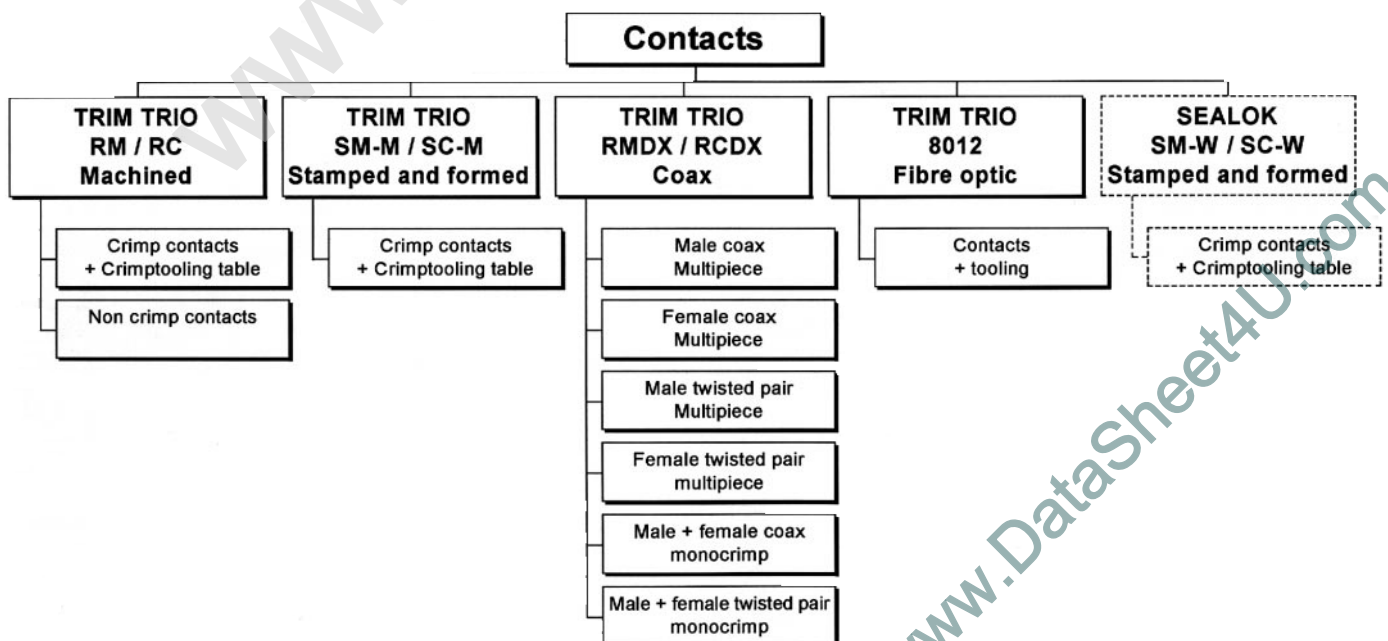 Contacts
TRIM TRIO
RM / RC
Machined
TRIM TRIO
SM-M / SC-M
Stamped and formed
TRIM TRIO
RMDX / RCDX
Coax
TRIM TRIO
8012
Fibre optic
SEALOK
SM-W / SC-W
Stamped and formed
Crimp contacts
+ Crimptooling table
Non crimp contacts
Crimp contacts
+ Crimptooling table
Male coax
Multipiece
Female coax
Multipiece
Male twisted pair
Multipiece
Female twisted pair
multipiece
Male + female coax
monocrimp
Male + female twisted pair
monocrimp
Contacts
+ tooling
Crimp contacts
+ Crimptooling table
www.DataSheet4U.com